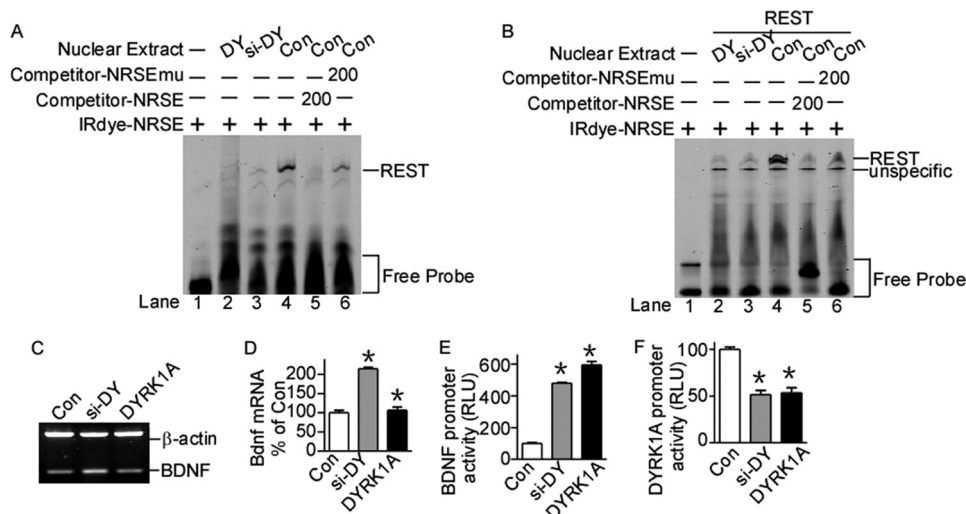 A
Nuclear Extract — DY si-DY Con Con Con
Competitor-NRSEmu — — — — — 200
Competitor-NRSE — — — — 200 —
IRdye-NRSE + + + + + +
REST
Free Probe
Lane 1 2 3 4 5 6
B
REST
Nuclear Extract — DY si-DY Con Con Con
Competitor-NRSEmu — — — — — 200
Competitor-NRSE — — — — 200 —
IRdye-NRSE + + + + + +
REST
unspecific
Free Probe
Lane 1 2 3 4 5 6
C
Con si-DY DYRK1A
β-actin
BDNF
D
Bdnf mRNA
% of Con
200
150
100
50
0
* *
Con si-DY DYRK1A
E
BDNF promoter
activity (RLU)
600
400
200
0
* *
Con si-DY DYRK1A
F
DYRK1A promoter
activity (RLU)
100
50
0
* *
Con si-DY DYRK1A